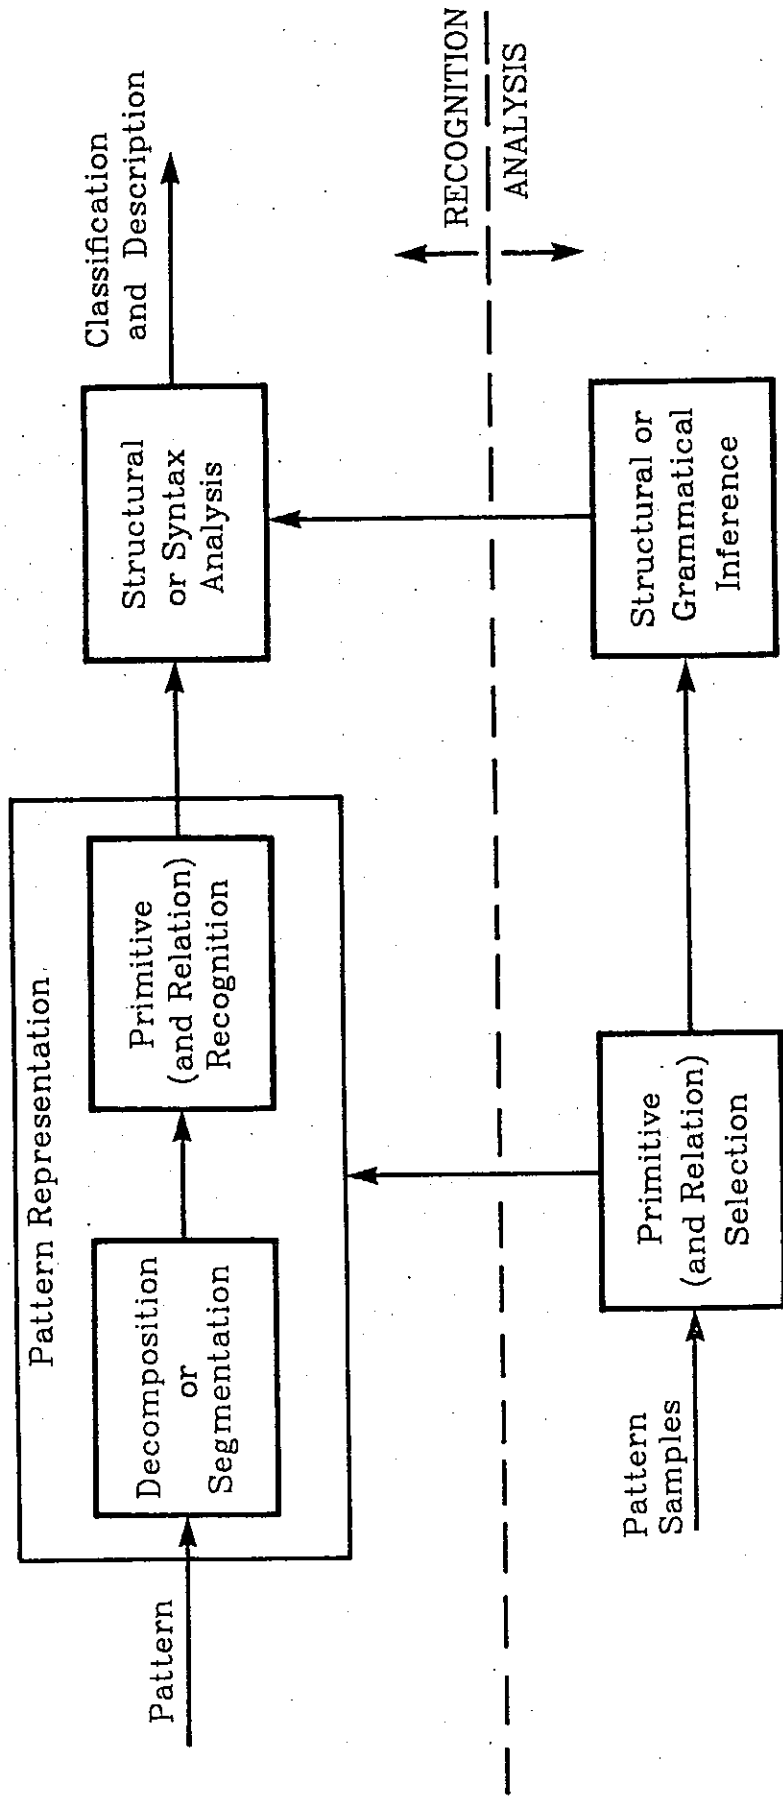 Pattern Representation
Pattern
Decomposition
or
Segmentation
Primitive
(and Relation)
Recognition
Structural
or Syntax
Analysis
Classification
and Description
RECOGNITION
ANALYSIS
Pattern
Samples
Primitive
(and Relation)
Selection
Structural or
Grammatical
Inference